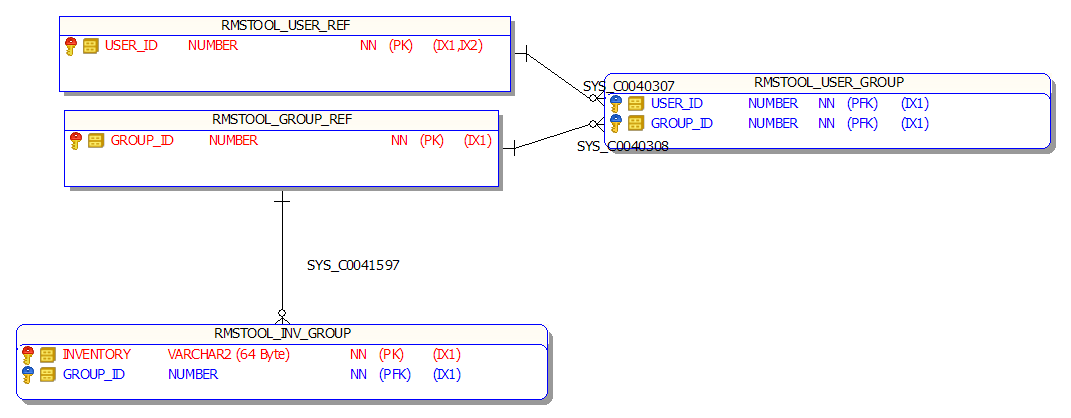 RMSTOOL_USER_REF
USER_ID NUMBER NN (PK) (IX1,IX2)
SYS_C0040307
RMSTOOL_USER_GROUP
USER_ID NUMBER NN (PFK) (IX1)
GROUP_ID NUMBER NN (PFK) (IX1)
RMSTOOL_GROUP_REF
GROUP_ID NUMBER NN (PK) (IX1)
SYS_C0040308
SYS_C0041597
RMSTOOL_INV_GROUP
INVENTORY VARCHAR2 (64 Byte) NN (PK) (IX1)
GROUP_ID NUMBER NN (PFK) (IX1)